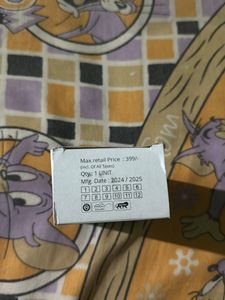 Max.retail Price : 399/-
(Incl. Of All Taxes)
Qty: 1 UNIT
Mfg. Date : 2024 / 2025
1 2 3 4 5 6
7 8 9 10 11 12